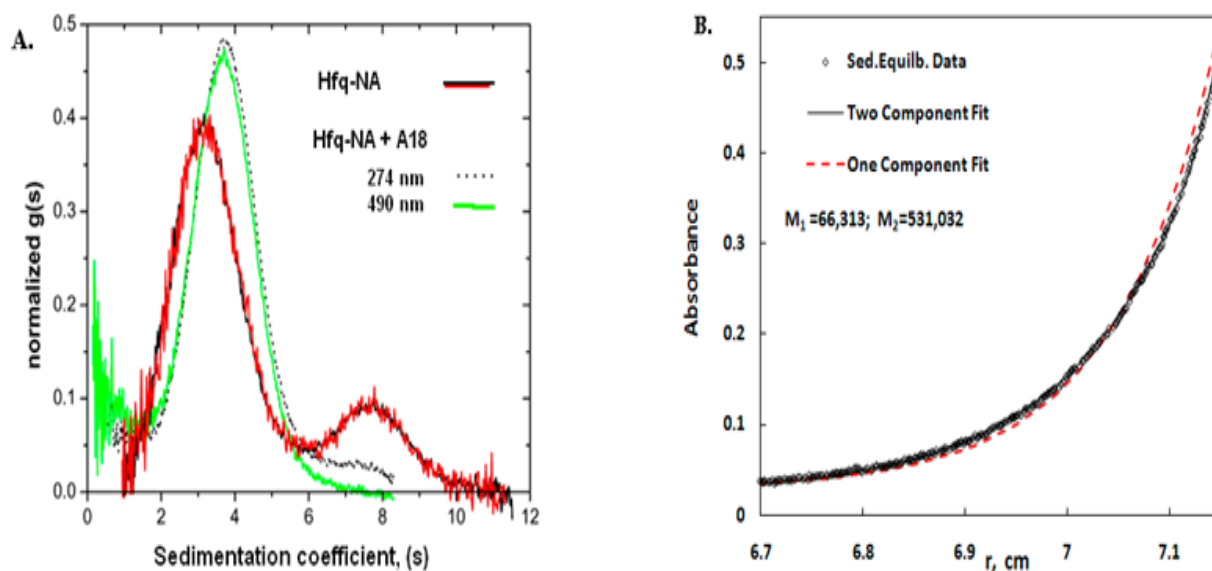 A.
0.5
0.4
0.3
0.2
0.1
0.0
normalized g(s)
Hfq-NA
Hfq-NA + A18
274 nm
490 nm
0 2 4 6 8 10 12
Sedimentation coefficient, (s)
B.
0.5
0.4
0.3
0.2
0.1
0
Absorbance
Sed.Equilb. Data
Two Component Fit
One Component Fit
M₁ =66,313; M₂=531,032
6.7 6.8 6.9 7 7.1
r, cm